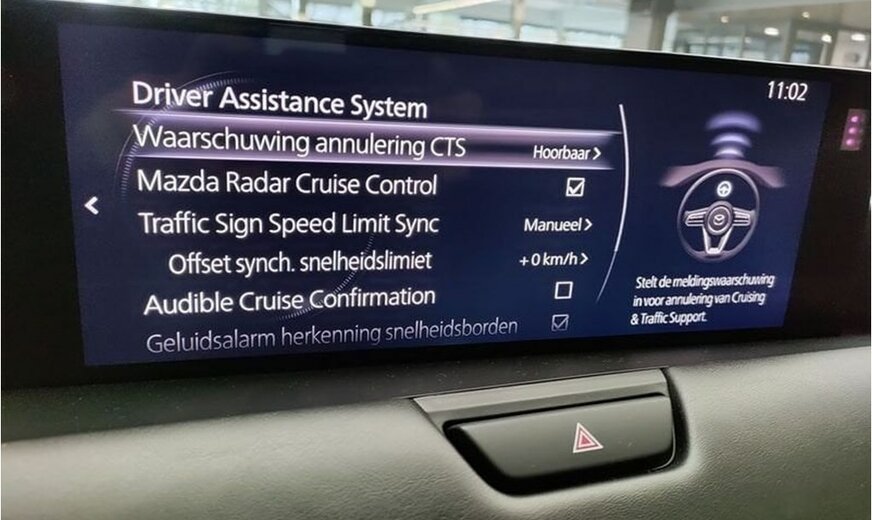 11:02
Driver Assistance System
Waarschuwing annulering CTS Hoorbaar >
Mazda Radar Cruise Control
Traffic Sign Speed Limit Sync Manueel >
Offset synch. snelheidslimiet +0 km/h >
Audible Cruise Confirmation
Geluidsalarm herkenning snelheidsborden
Stelt de meldingswaarschuwing
in voor annulering van Cruising
& Traffic Support.